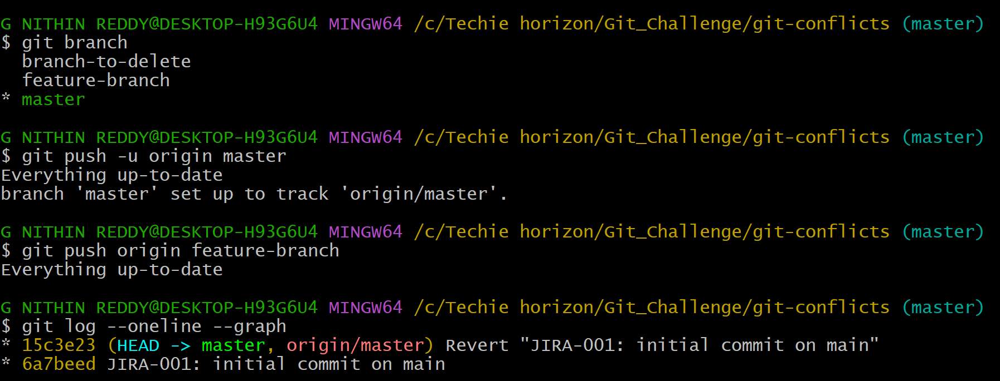 G NITHIN REDDY@DESKTOP-H93G6U4 MINGW64 /c/Techie horizon/Git_Challenge/git-conflicts (master)
$ git branch
  branch-to-delete
  feature-branch
* master

G NITHIN REDDY@DESKTOP-H93G6U4 MINGW64 /c/Techie horizon/Git_Challenge/git-conflicts (master)
$ git push -u origin master
Everything up-to-date
branch 'master' set up to track 'origin/master'.

G NITHIN REDDY@DESKTOP-H93G6U4 MINGW64 /c/Techie horizon/Git_Challenge/git-conflicts (master)
$ git push origin feature-branch
Everything up-to-date

G NITHIN REDDY@DESKTOP-H93G6U4 MINGW64 /c/Techie horizon/Git_Challenge/git-conflicts (master)
$ git log --oneline --graph
* 15c3e23 (HEAD -> master, origin/master) Revert "JIRA-001: initial commit on main"
* 6a7beed JIRA-001: initial commit on main